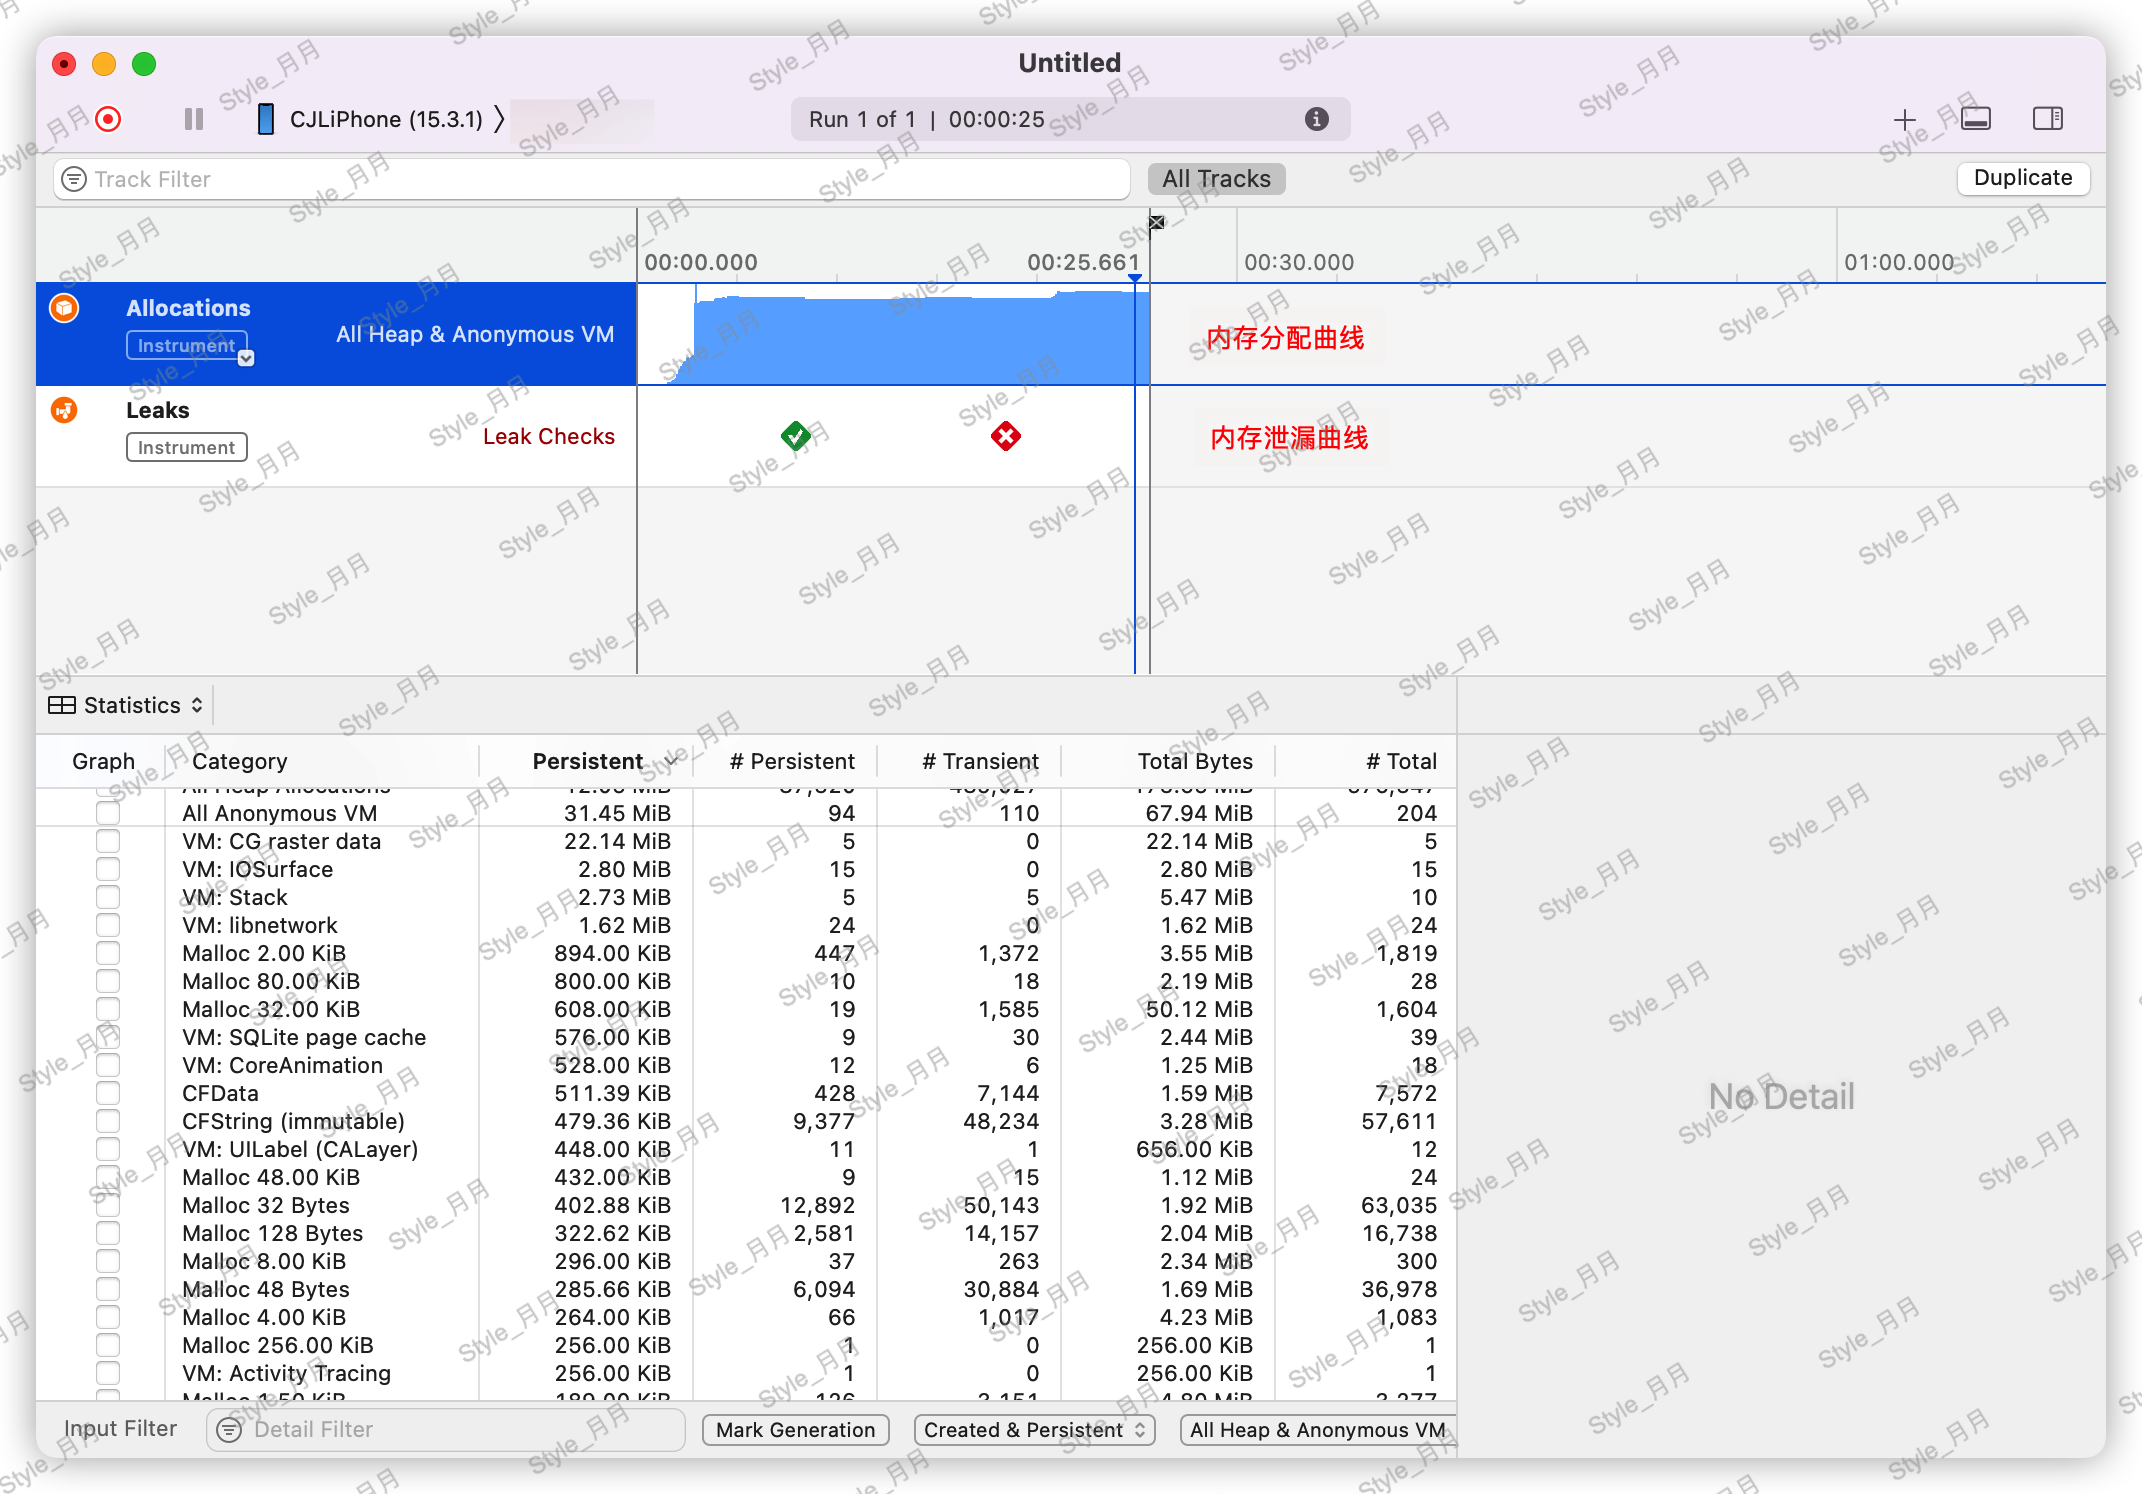 Untitled
CJLiPhone (15.3.1) 〉
Run 1 of 1 | 00:00:25
Track Filter
All Tracks
Duplicate
00:00.000 00:25.661 00:30.000 01:00.000
Allocations
Instrument
All Heap & Anonymous VM
内存分配曲线
Leaks
Instrument
Leak Checks
内存泄漏曲线
Statistics
Graph Category Persistent # Persistent # Transient Total Bytes # Total
All Anonymous VM 31.45 MiB 94 110 67.94 MiB 204
VM: CG raster data 22.14 MiB 5 0 22.14 MiB 5
VM: IOSurface 2.80 MiB 15 0 2.80 MiB 15
VM: Stack 2.73 MiB 5 5 5.47 MiB 10
VM: libnetwork 1.62 MiB 24 0 1.62 MiB 24
Malloc 2.00 KiB 894.00 KiB 447 1,372 3.55 MiB 1,819
Malloc 80.00 KiB 800.00 KiB 10 18 2.19 MiB 28
Malloc 32.00 KiB 608.00 KiB 19 1,585 50.12 MiB 1,604
VM: SQLite page cache 576.00 KiB 9 30 2.44 MiB 39
VM: CoreAnimation 528.00 KiB 12 6 1.25 MiB 18
CFData 511.39 KiB 428 7,144 1.59 MiB 7,572
CFString (immutable) 479.36 KiB 9,377 48,234 3.28 MiB 57,611
VM: UILabel (CALayer) 448.00 KiB 11 1 656.00 KiB 12
Malloc 48.00 KiB 432.00 KiB 9 15 1.12 MiB 24
Malloc 32 Bytes 402.88 KiB 12,892 50,143 1.92 MiB 63,035
Malloc 128 Bytes 322.62 KiB 2,581 14,157 2.04 MiB 16,738
Malloc 8.00 KiB 296.00 KiB 37 263 2.34 MiB 300
Malloc 48 Bytes 285.66 KiB 6,094 30,884 1.69 MiB 36,978
Malloc 4.00 KiB 264.00 KiB 66 1,017 4.23 MiB 1,083
Malloc 256.00 KiB 256.00 KiB 1 0 256.00 KiB 1
VM: Activity Tracing 256.00 KiB 1 0 256.00 KiB 1
No Detail
Input Filter
Detail Filter
Mark Generation
Created & Persistent
All Heap & Anonymous VM
Style_月月